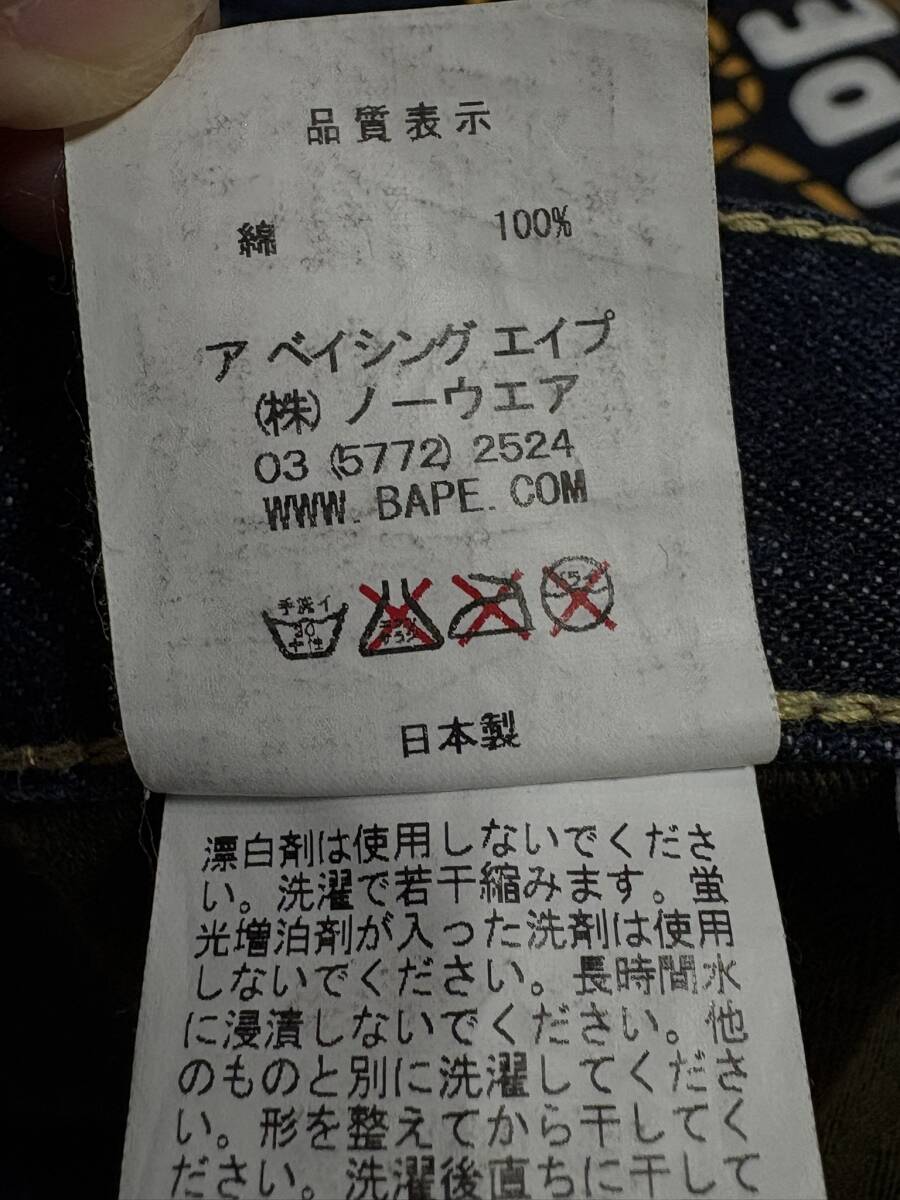 品質表示
綿 100%
ア ベイシング エイプ
(株) ノーウエア
03 (5772) 2524
WWW. BAPE. COM
手洗イ
30
中性
日本製
漂白剤は使用しないでくださ
い。洗濯で若干縮みます。蛍
光増泊剤が入った洗剤は使用
しないでください。長時間水
に浸漬しないでください。他
のものと別に洗濯してくださ
い。形を整えてから干してく
ださい。洗濯後直ちに干して